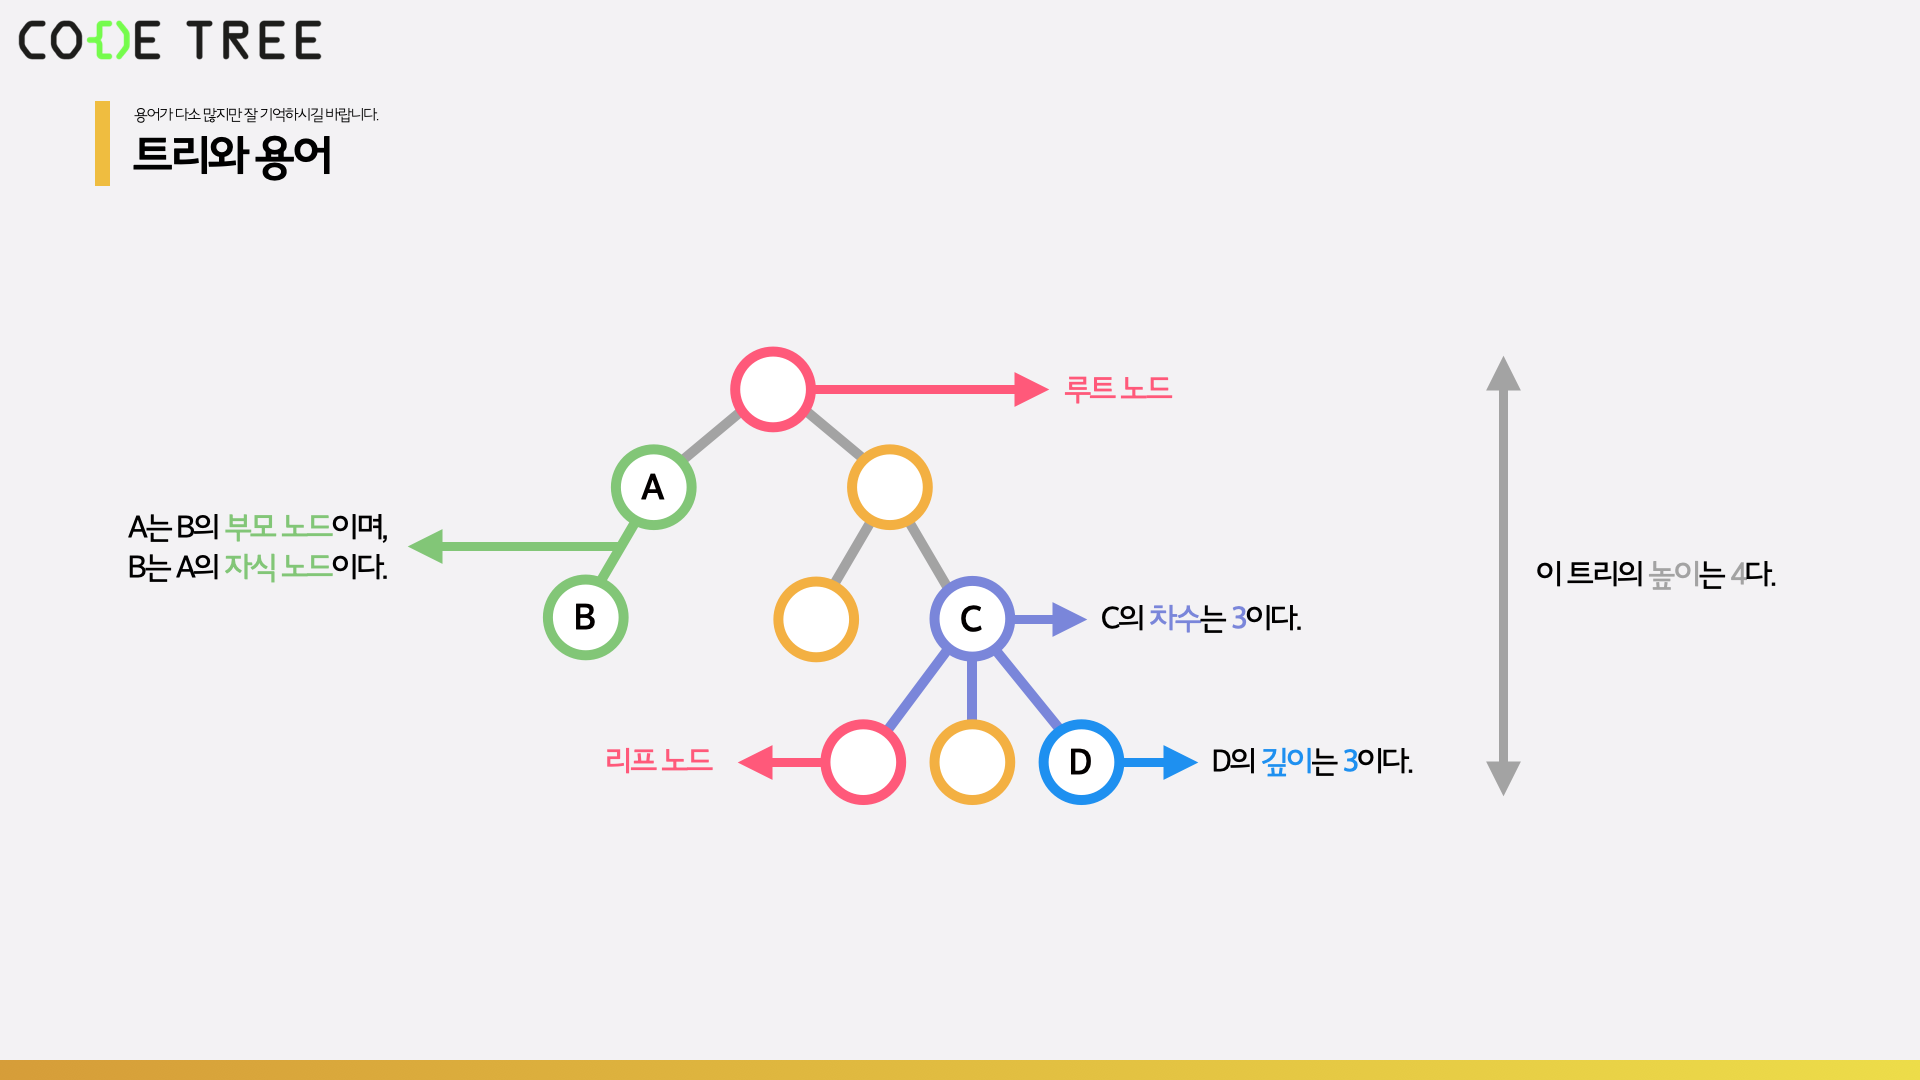 CODE TREE
용어가 다소 많지만 잘 기억하시길 바랍니다.
트리와 용어
루트 노드
A
A는 B의 부모 노드이며,
B는 A의 자식 노드이다.
B
C
C의 차수는 3이다.
이 트리의 높이는 4다.
리프 노드
D
D의 깊이는 3이다.